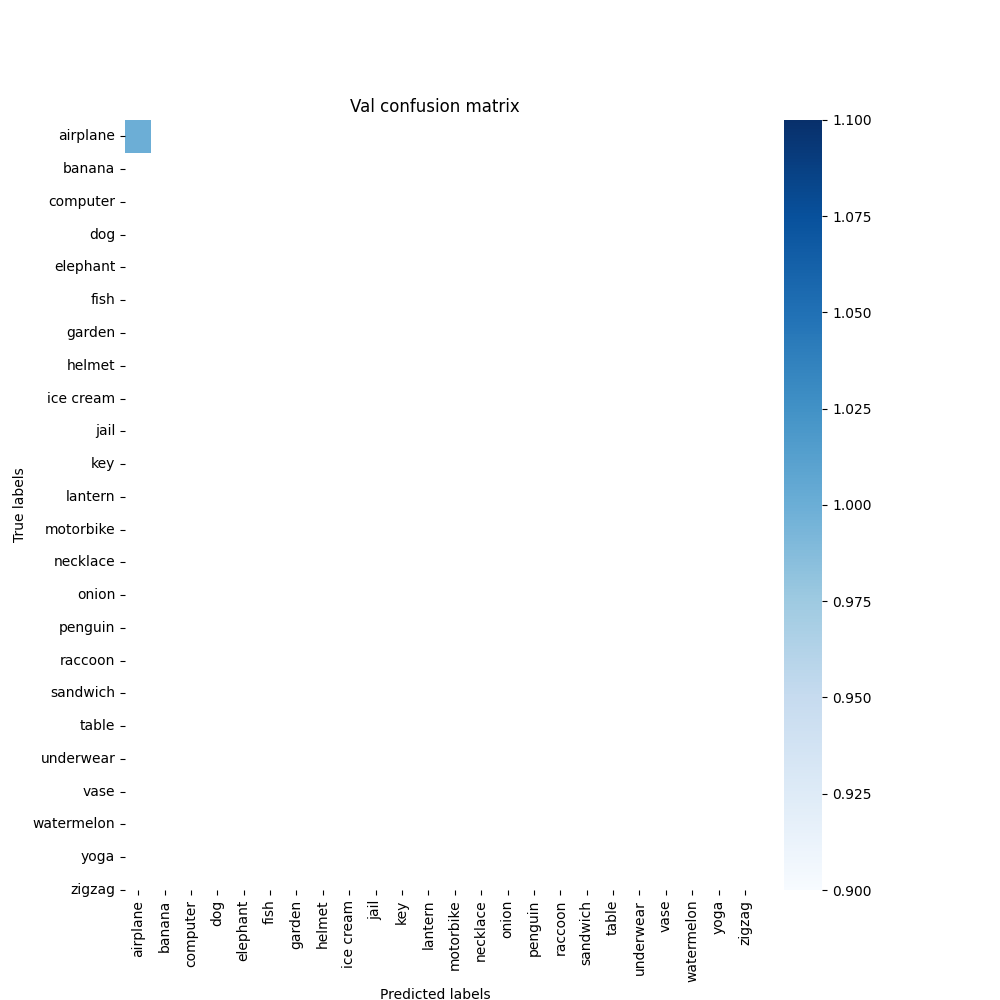 Val confusion matrix
airplane
banana
computer
dog
elephant
fish
garden
helmet
ice cream
jail
key
lantern
motorbike
necklace
onion
penguin
raccoon
sandwich
table
underwear
vase
watermelon
yoga
zigzag
True labels
airplane
banana
computer
dog
elephant
fish
garden
helmet
ice cream
jail
key
lantern
motorbike
necklace
onion
penguin
raccoon
sandwich
table
underwear
vase
watermelon
yoga
zigzag
Predicted labels
1.100
1.075
1.050
1.025
1.000
0.975
0.950
0.925
0.900